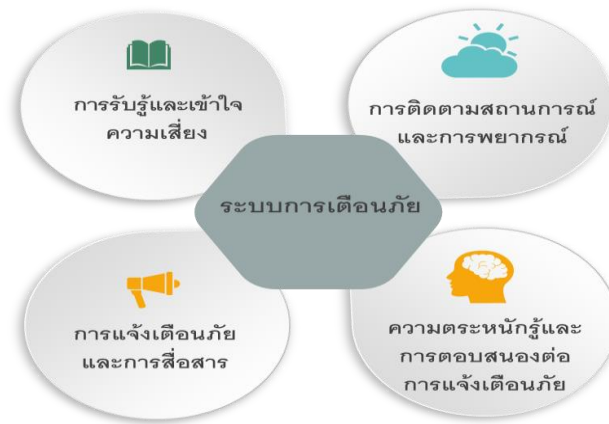 การรับรู้และเข้าใจ
ความเสี่ยง
การติดตามสถานการณ์
และการพยากรณ์
ระบบการเตือนภัย
การแจ้งเตือนภัย
และการสื่อสาร
ความตระหนักรู้และ
การตอบสนองต่อ
การแจ้งเตือนภัย